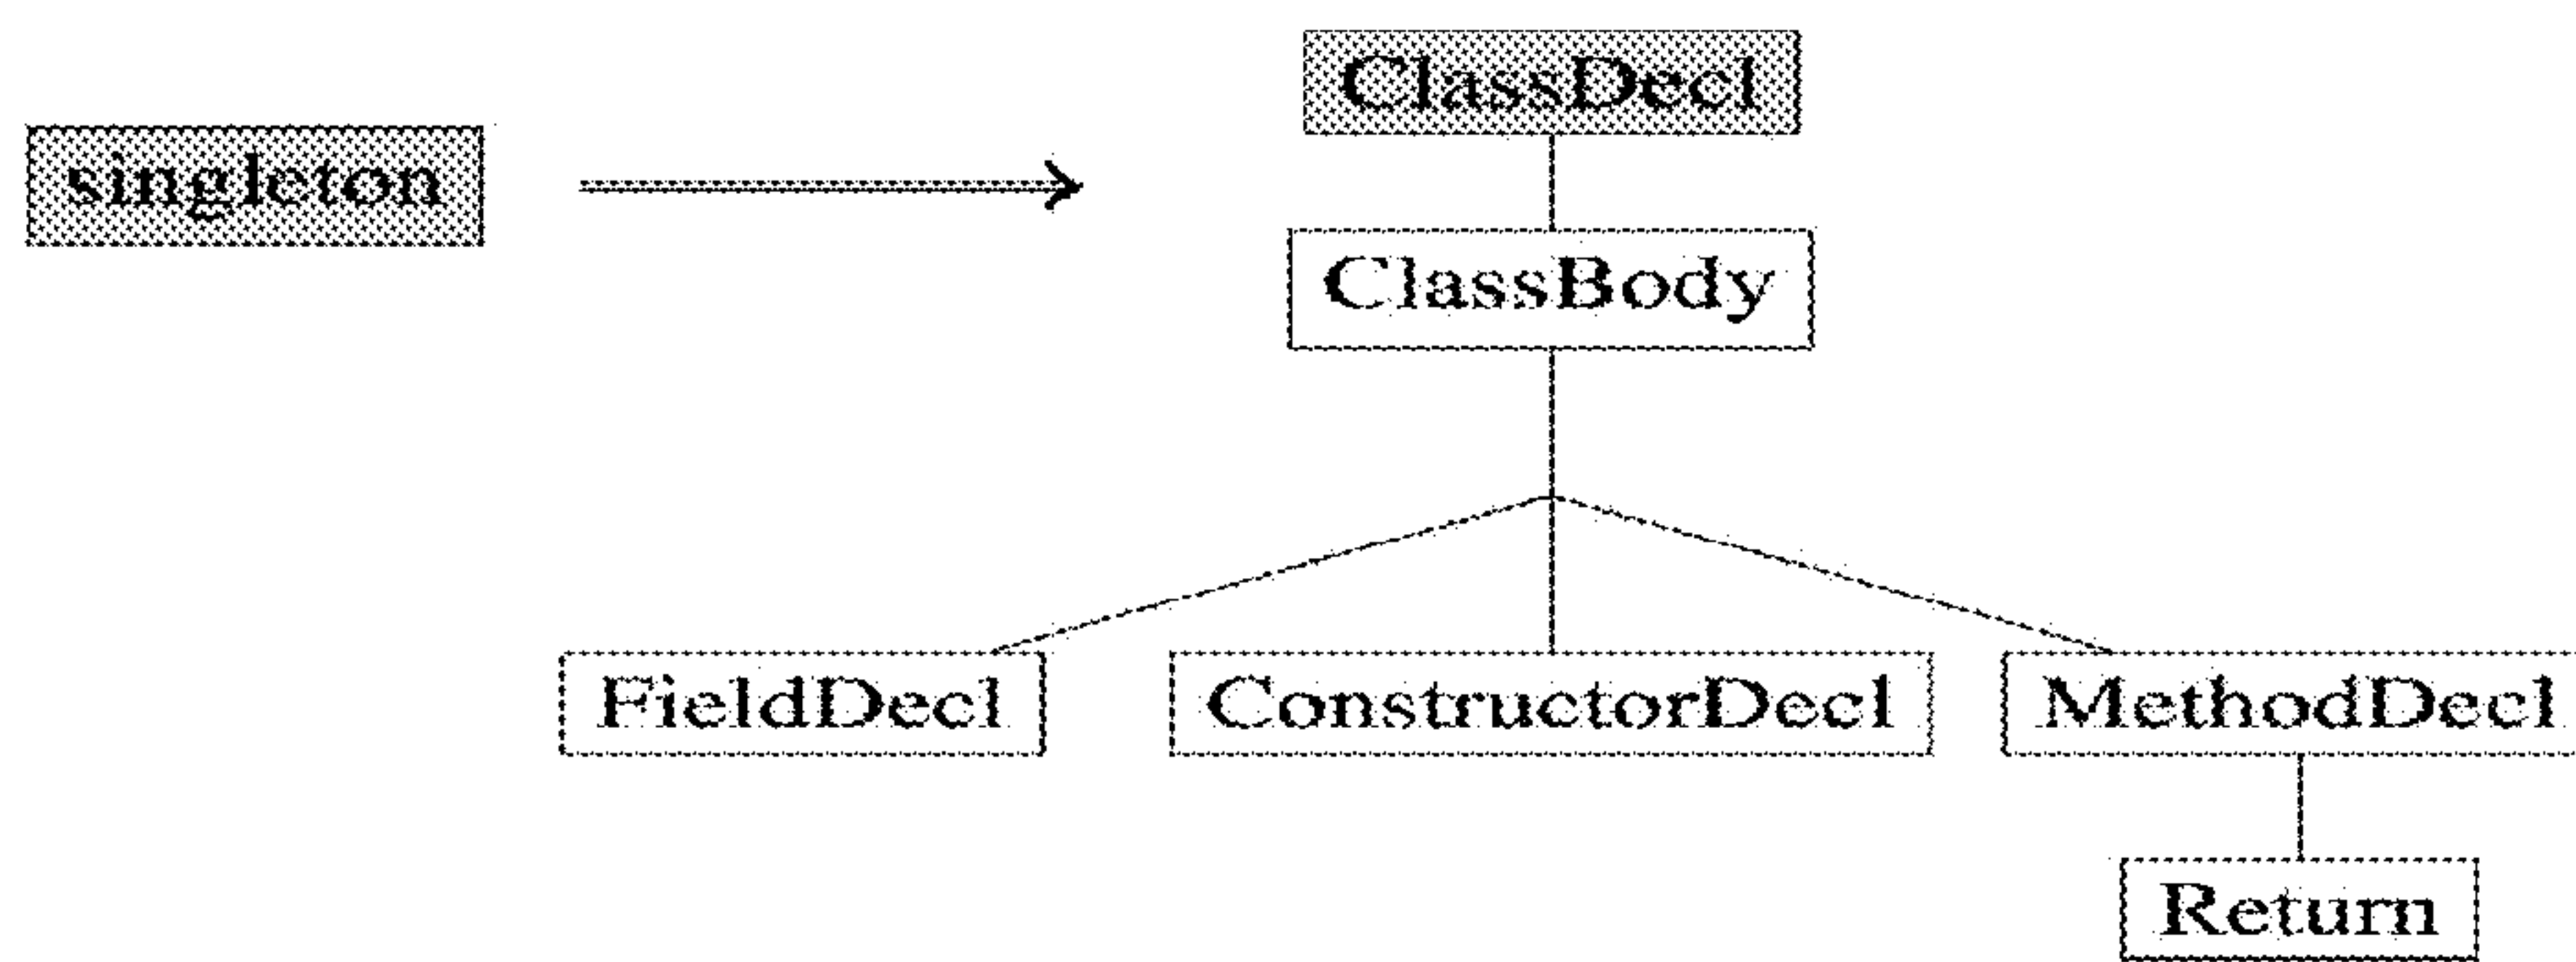 ClassDecl
singleton
ClassBody
FieldDecl
ConstructorDecl
MethodDecl
Return